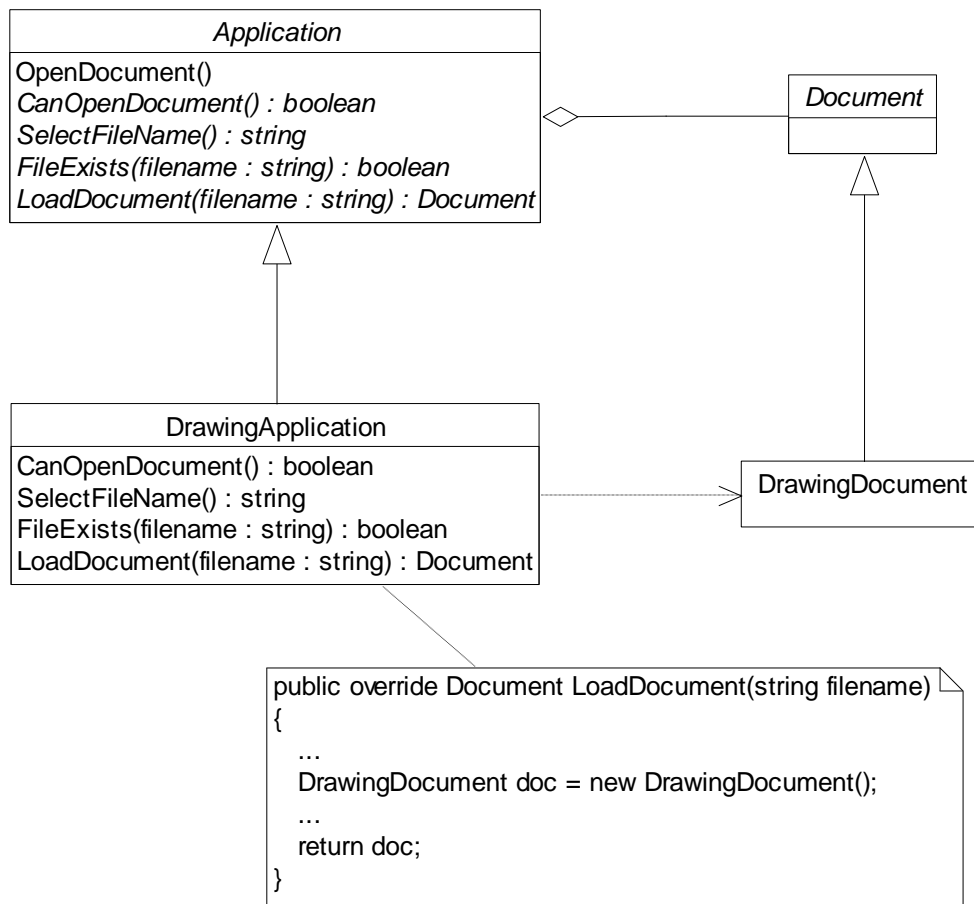 Application
OpenDocument()
CanOpenDocument() : boolean
SelectFileName() : string
FileExists(filename : string) : boolean
LoadDocument(filename : string) : Document
Document
DrawingApplication
CanOpenDocument() : boolean
SelectFileName() : string
FileExists(filename : string) : boolean
LoadDocument(filename : string) : Document
DrawingDocument
public override Document LoadDocument(string filename)
{
...
DrawingDocument doc = new DrawingDocument();
...
return doc;
}